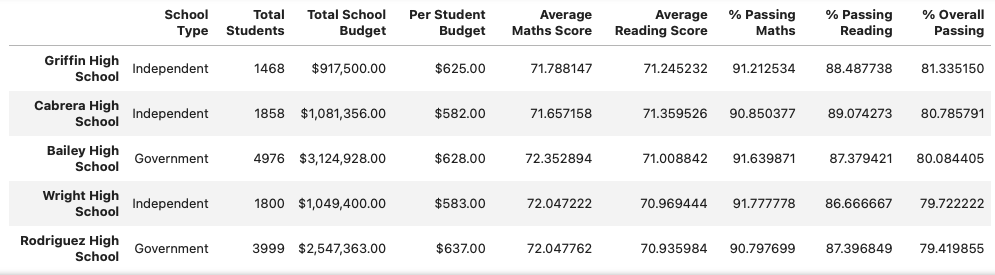 School Type Total Students Total School Budget Per Student Budget Average Maths Score Average Reading Score % Passing Maths % Passing Reading % Overall Passing
Griffin High School Independent 1468 $917,500.00 $625.00 71.788147 71.245232 91.212534 88.487738 81.335150
Cabrera High School Independent 1858 $1,081,356.00 $582.00 71.657158 71.359526 90.850377 89.074273 80.785791
Bailey High School Government 4976 $3,124,928.00 $628.00 72.352894 71.008842 91.639871 87.379421 80.084405
Wright High School Independent 1800 $1,049,400.00 $583.00 72.047222 70.969444 91.777778 86.666667 79.722222
Rodriguez High School Government 3999 $2,547,363.00 $637.00 72.047762 70.935984 90.797699 87.396849 79.419855